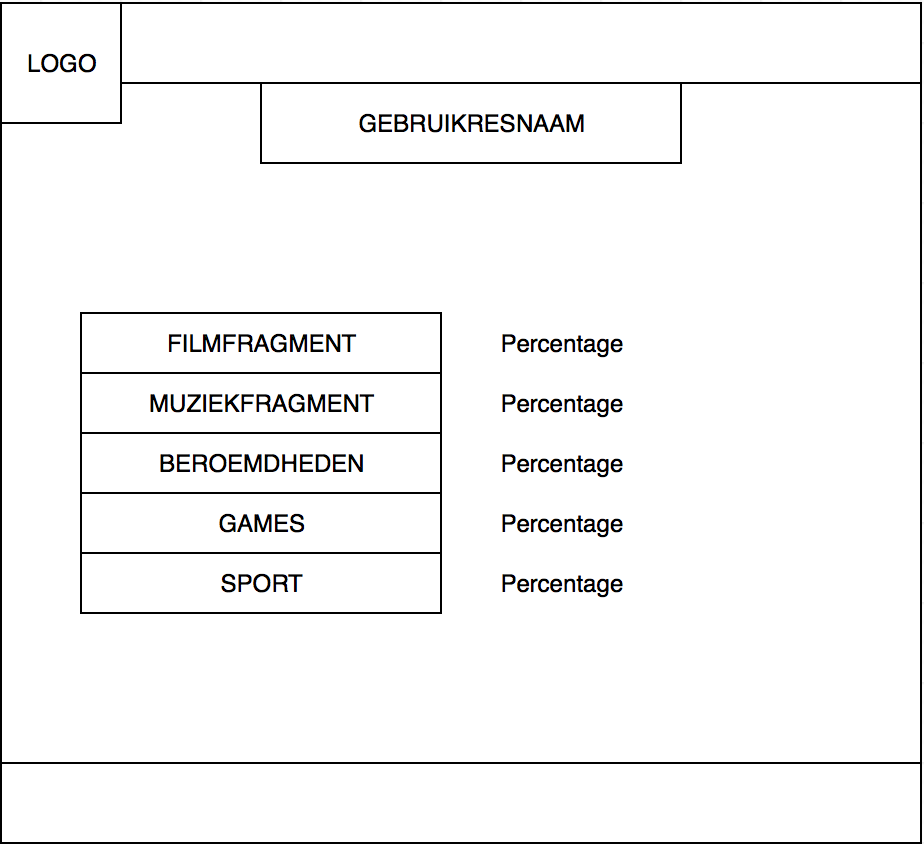 LOGO
GEBRUIKRESNAAM
FILMFRAGMENT Percentage
MUZIEKFRAGMENT Percentage
BEROEMDHEDEN Percentage
GAMES Percentage
SPORT Percentage